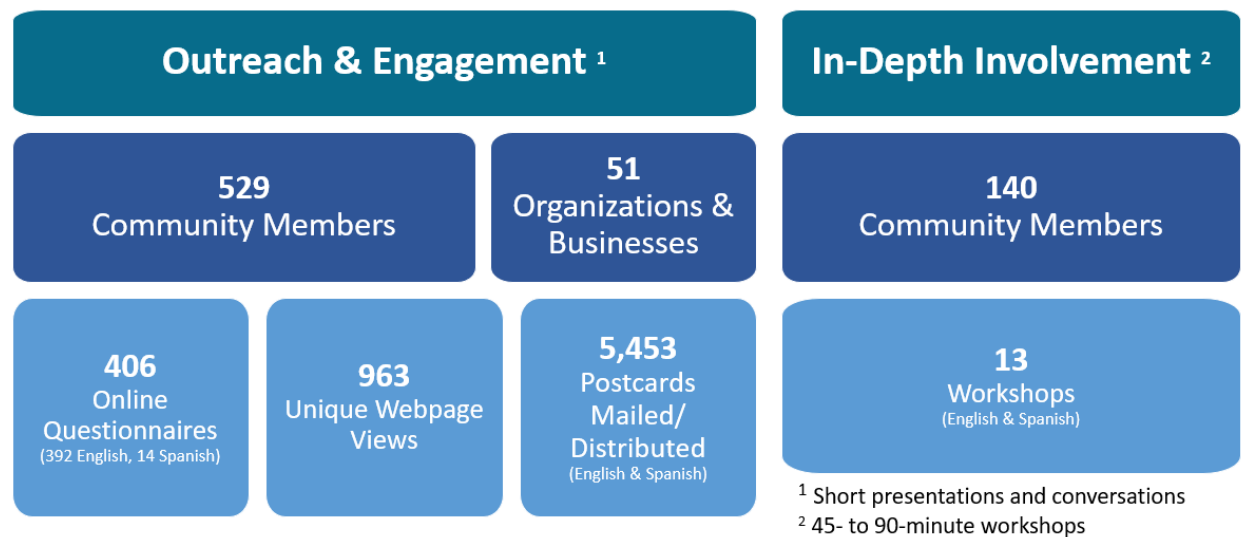 Outreach & Engagement 1
In-Depth Involvement 2
529
Community Members
51
Organizations &
Businesses
140
Community Members
406
Online
Questionnaires
(392 English, 14 Spanish)
963
Unique Webpage
Views
5,453
Postcards
Mailed/
Distributed
(English & Spanish)
13
Workshops
(English & Spanish)
1 Short presentations and conversations
2 45- to 90-minute workshops